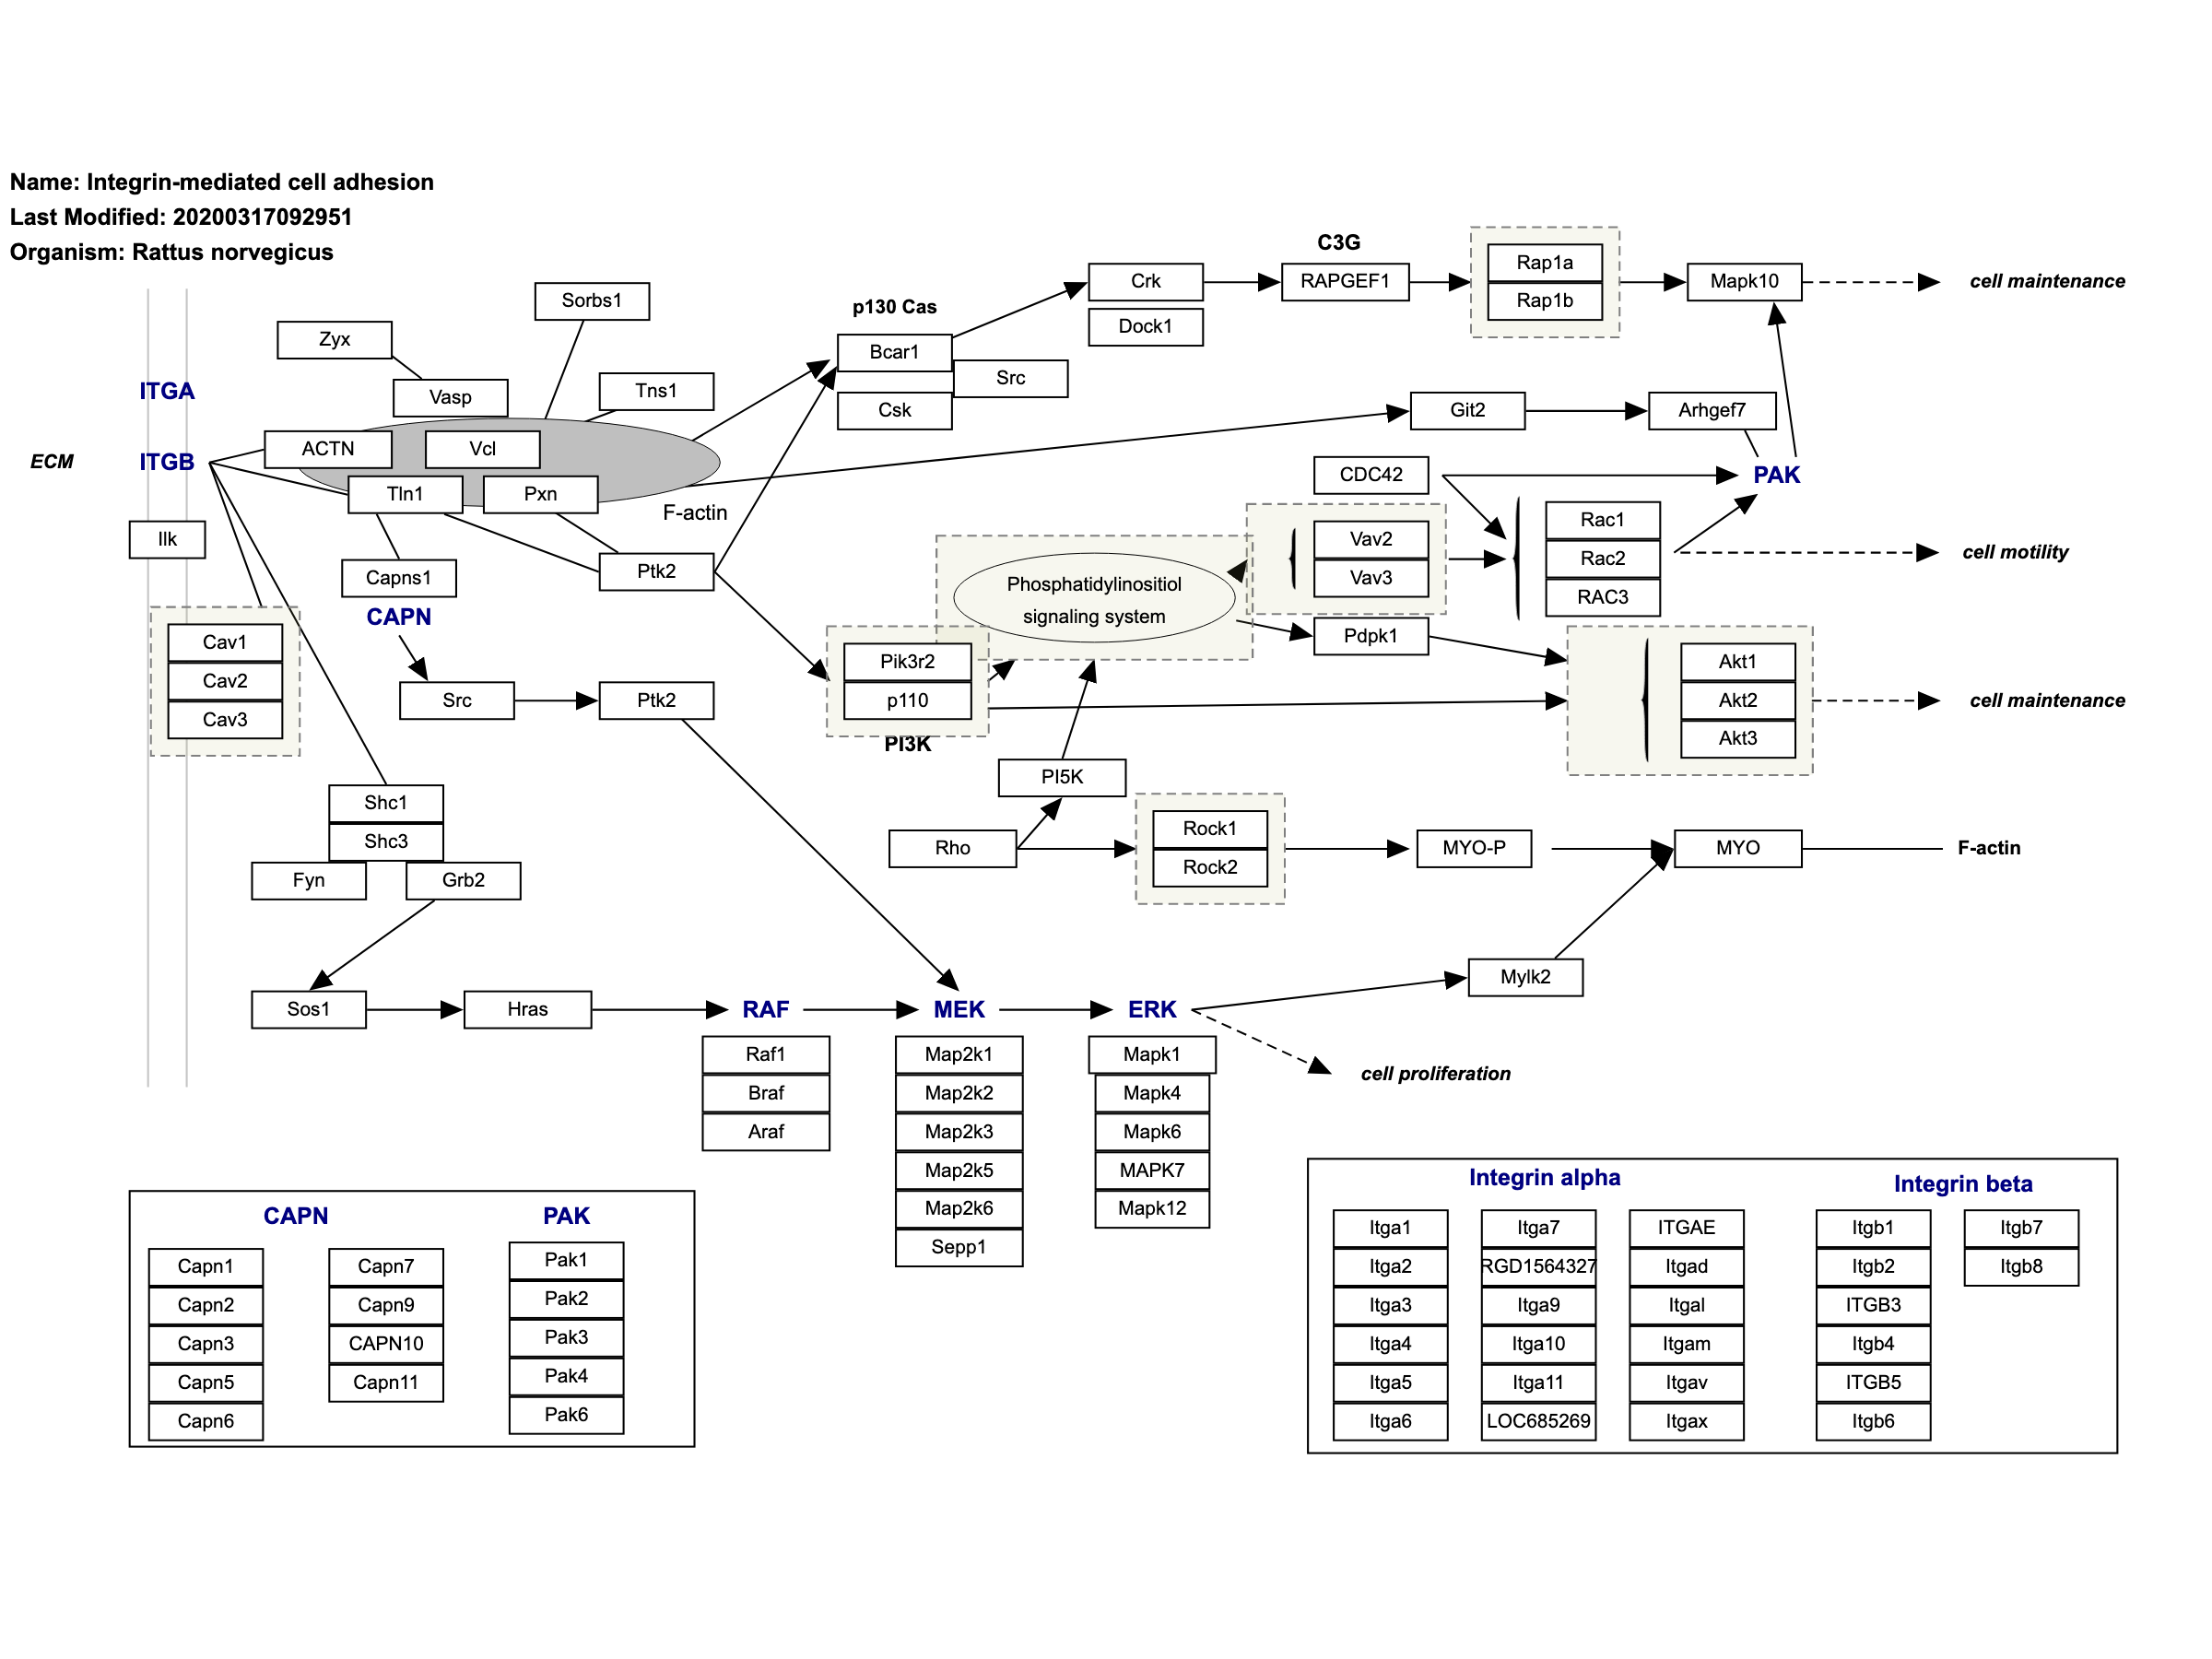 Name: Integrin-mediated cell adhesion
Last Modified: 20200317092951
Organism: Rattus norvegicus
C3G
Crk
RAPGEF1
Rap1a
Rap1b
Mapk10
cell maintenance
Sorbs1
p130 Cas
Dock1
Zyx
Bcar1
Src
Csk
Vasp
Tns1
ITGA
Git2
Arhgef7
ECM
ITGB
ACTN
Vcl
Tln1
Pxn
F-actin
CDC42
PAK
Ilk
Capns1
Ptk2
Phosphatidylinositiol
signaling system
Vav2
Vav3
Rac1
Rac2
RAC3
cell motility
CAPN
Pdpk1
Cav1
Cav2
Cav3
Src
Ptk2
Pik3r2
p110
PI3K
Akt1
Akt2
Akt3
cell maintenance
PI5K
Shc1
Shc3
Fyn
Grb2
Rho
Rock1
Rock2
MYO-P
MYO
F-actin
Mylk2
Sos1
Hras
RAF
MEK
ERK
cell proliferation
Raf1
Braf
Araf
Map2k1
Map2k2
Map2k3
Map2k5
Map2k6
Sepp1
Mapk1
Mapk4
Mapk6
MAPK7
Mapk12
CAPN
PAK
Capn1
Capn2
Capn3
Capn5
Capn6
Capn7
Capn9
CAPN10
Capn11
Pak1
Pak2
Pak3
Pak4
Pak6
Integrin alpha
Integrin beta
Itga1
Itga2
Itga3
Itga4
Itga5
Itga6
Itga7
RGD1564327
Itga9
Itga10
Itga11
LOC685269
ITGAE
Itgad
Itgal
Itgam
Itgav
Itgax
Itgb1
Itgb2
ITGB3
Itgb4
ITGB5
Itgb6
Itgb7
Itgb8